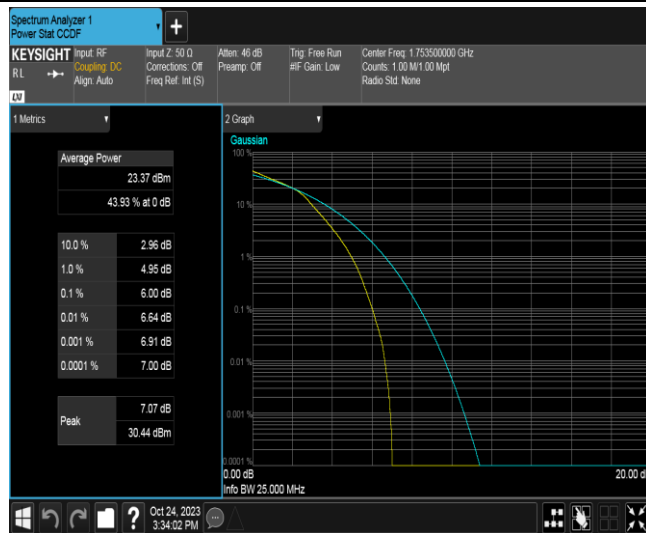 Spectrum Analyzer 1
Power Stat CCDF
+
KEYSIGHT
RL
LXI
Input: RF
Coupling: DC
Align: Auto
Input Z: 50 Ω
Corrections: Off
Freq Ref: Int (S)
Atten: 46 dB
Preamp: Off
Trig: Free Run
#IF Gain: Low
Center Freq: 1.753500000 GHz
Counts: 1.00 M/1.00 Mpt
Radio Std: None
1 Metrics
Average Power
23.37 dBm
43.93 % at 0 dB
10.0 % 2.96 dB
1.0 % 4.95 dB
0.1 % 6.00 dB
0.01 % 6.64 dB
0.001 % 6.91 dB
0.0001 % 7.00 dB
Peak 7.07 dB
30.44 dBm
2 Graph
Gaussian
100 %
10 %
1 %
0.1 %
0.01 %
0.001 %
0.0001 %
0.00 dB 20.00 d
Info BW 25.000 MHz
? Oct 24, 2023
3:34:02 PM